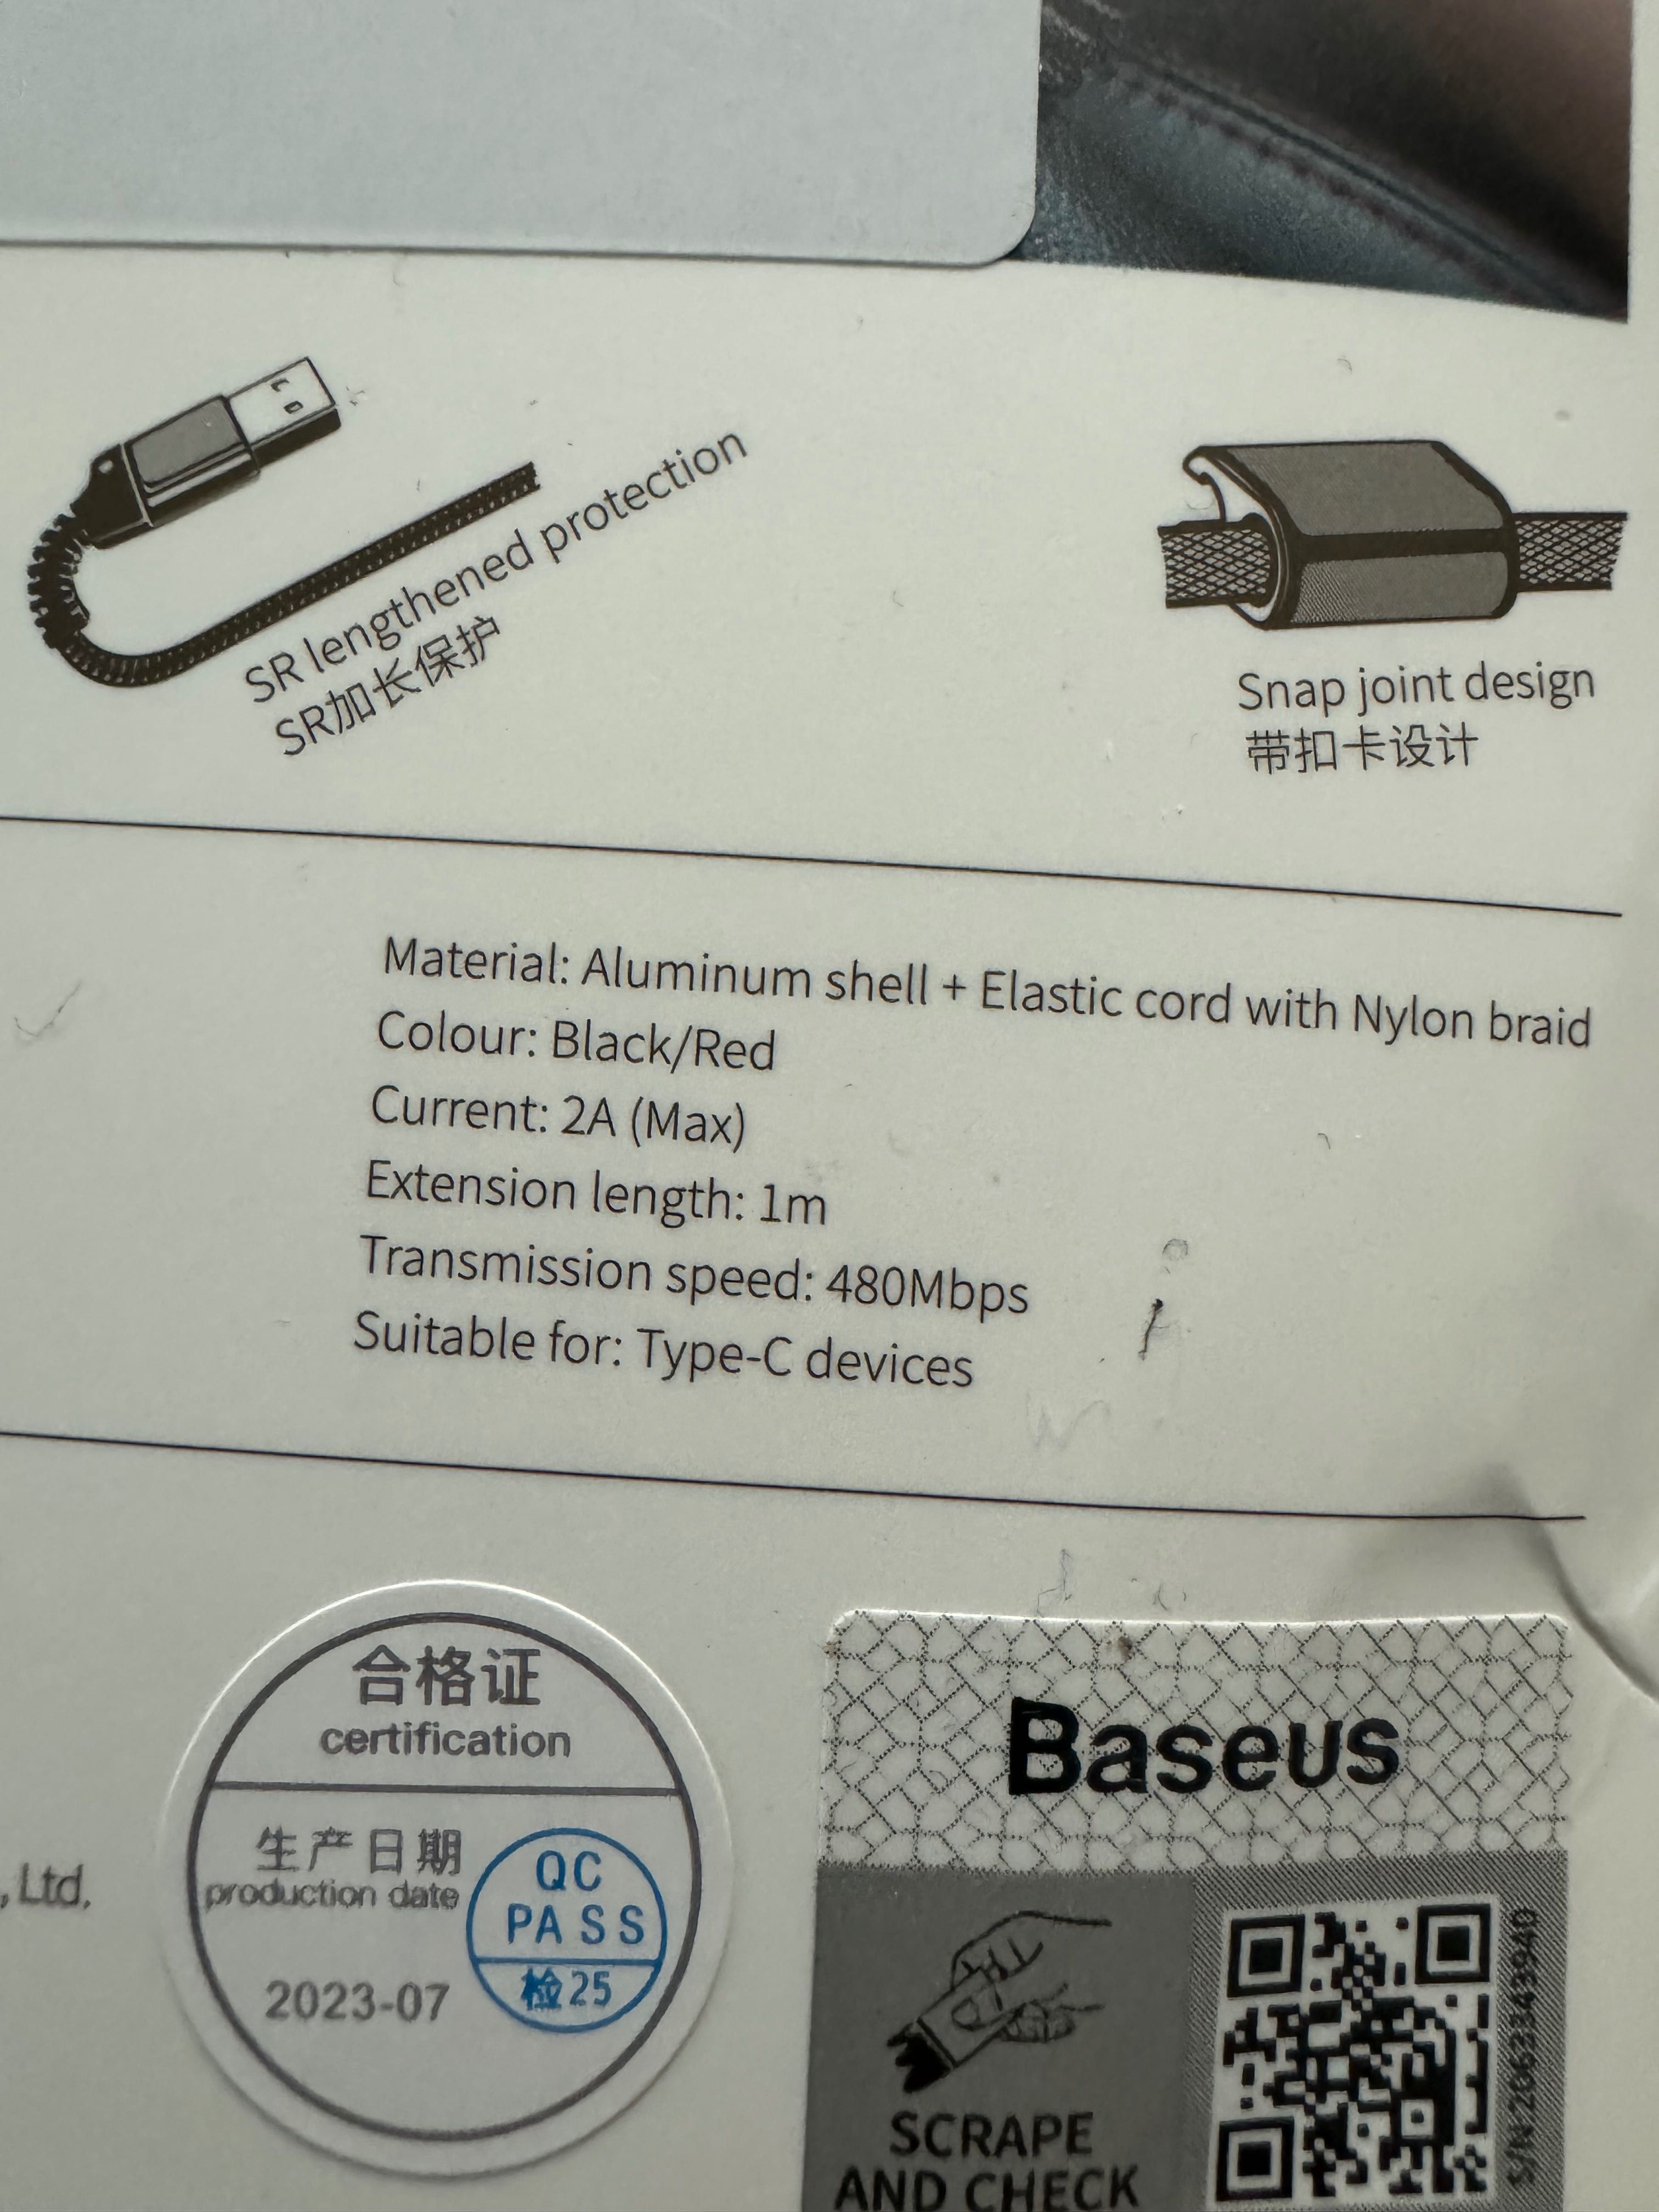 SR lengthened protection
SR加长保护
Snap joint design
带扣卡设计
Material: Aluminum shell + Elastic cord with Nylon braid
Colour: Black/Red
Current: 2A (Max)
Extension length: 1m
Transmission speed: 480Mbps
Suitable for: Type-C devices
, Ltd.
合格证
certification
生产日期
production date
2023-07
QC
PASS
检25
Baseus
SCRAPE
AND CHECK